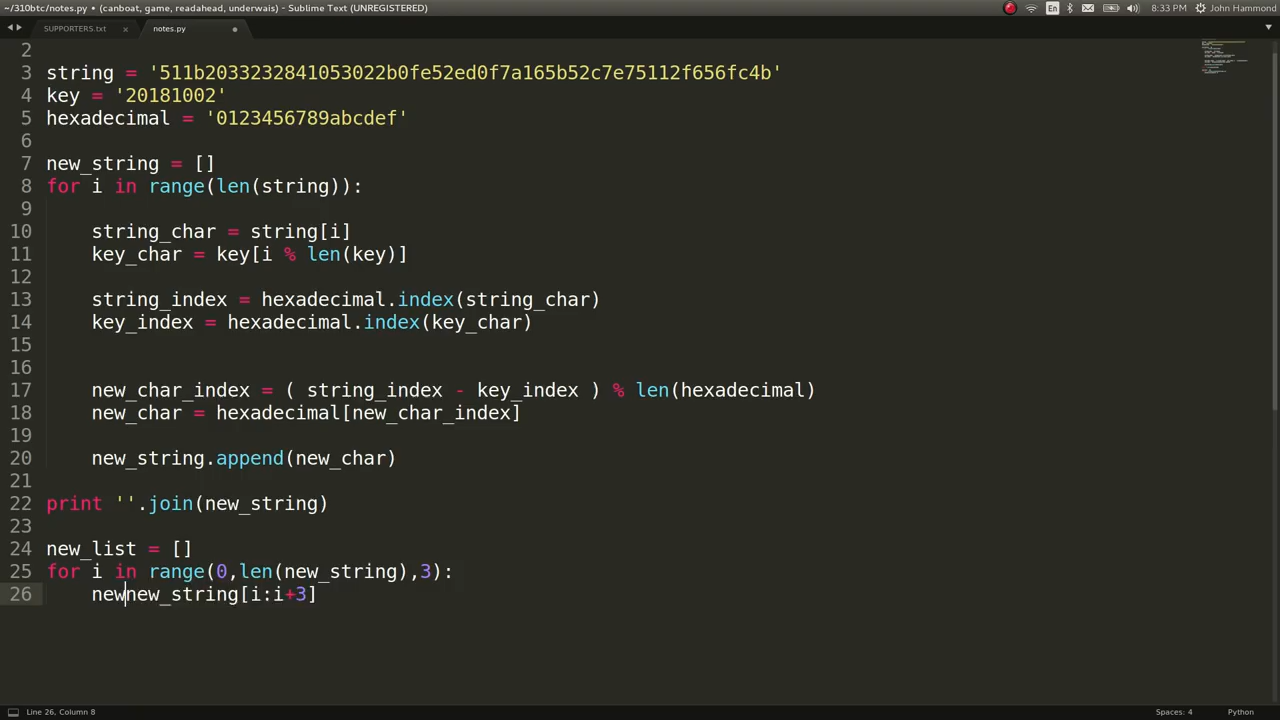 ~/310btc/notes.py • (canboat, game, readahead, underwais) - Sublime Text (UNREGISTERED)
En
8:33 PM
John Hammond
SUPPORTERS.txt
notes.py
2
3 string = '511b2033232841053022b0fe52ed0f7a165b52c7e75112f656fc4b'
4 key = '20181002'
5 hexadecimal = '0123456789abcdef'
6
7 new_string = []
8 for i in range(len(string)):
9
10 string_char = string[i]
11 key_char = key[i % len(key)]
12
13 string_index = hexadecimal.index(string_char)
14 key_index = hexadecimal.index(key_char)
15
16
17 new_char_index = ( string_index - key_index ) % len(hexadecimal)
18 new_char = hexadecimal[new_char_index]
19
20 new_string.append(new_char)
21
22 print ''.join(new_string)
23
24 new_list = []
25 for i in range(0,len(new_string),3):
26 newnew_string[i:i+3]
Line 26, Column 8
Spaces: 4
Python